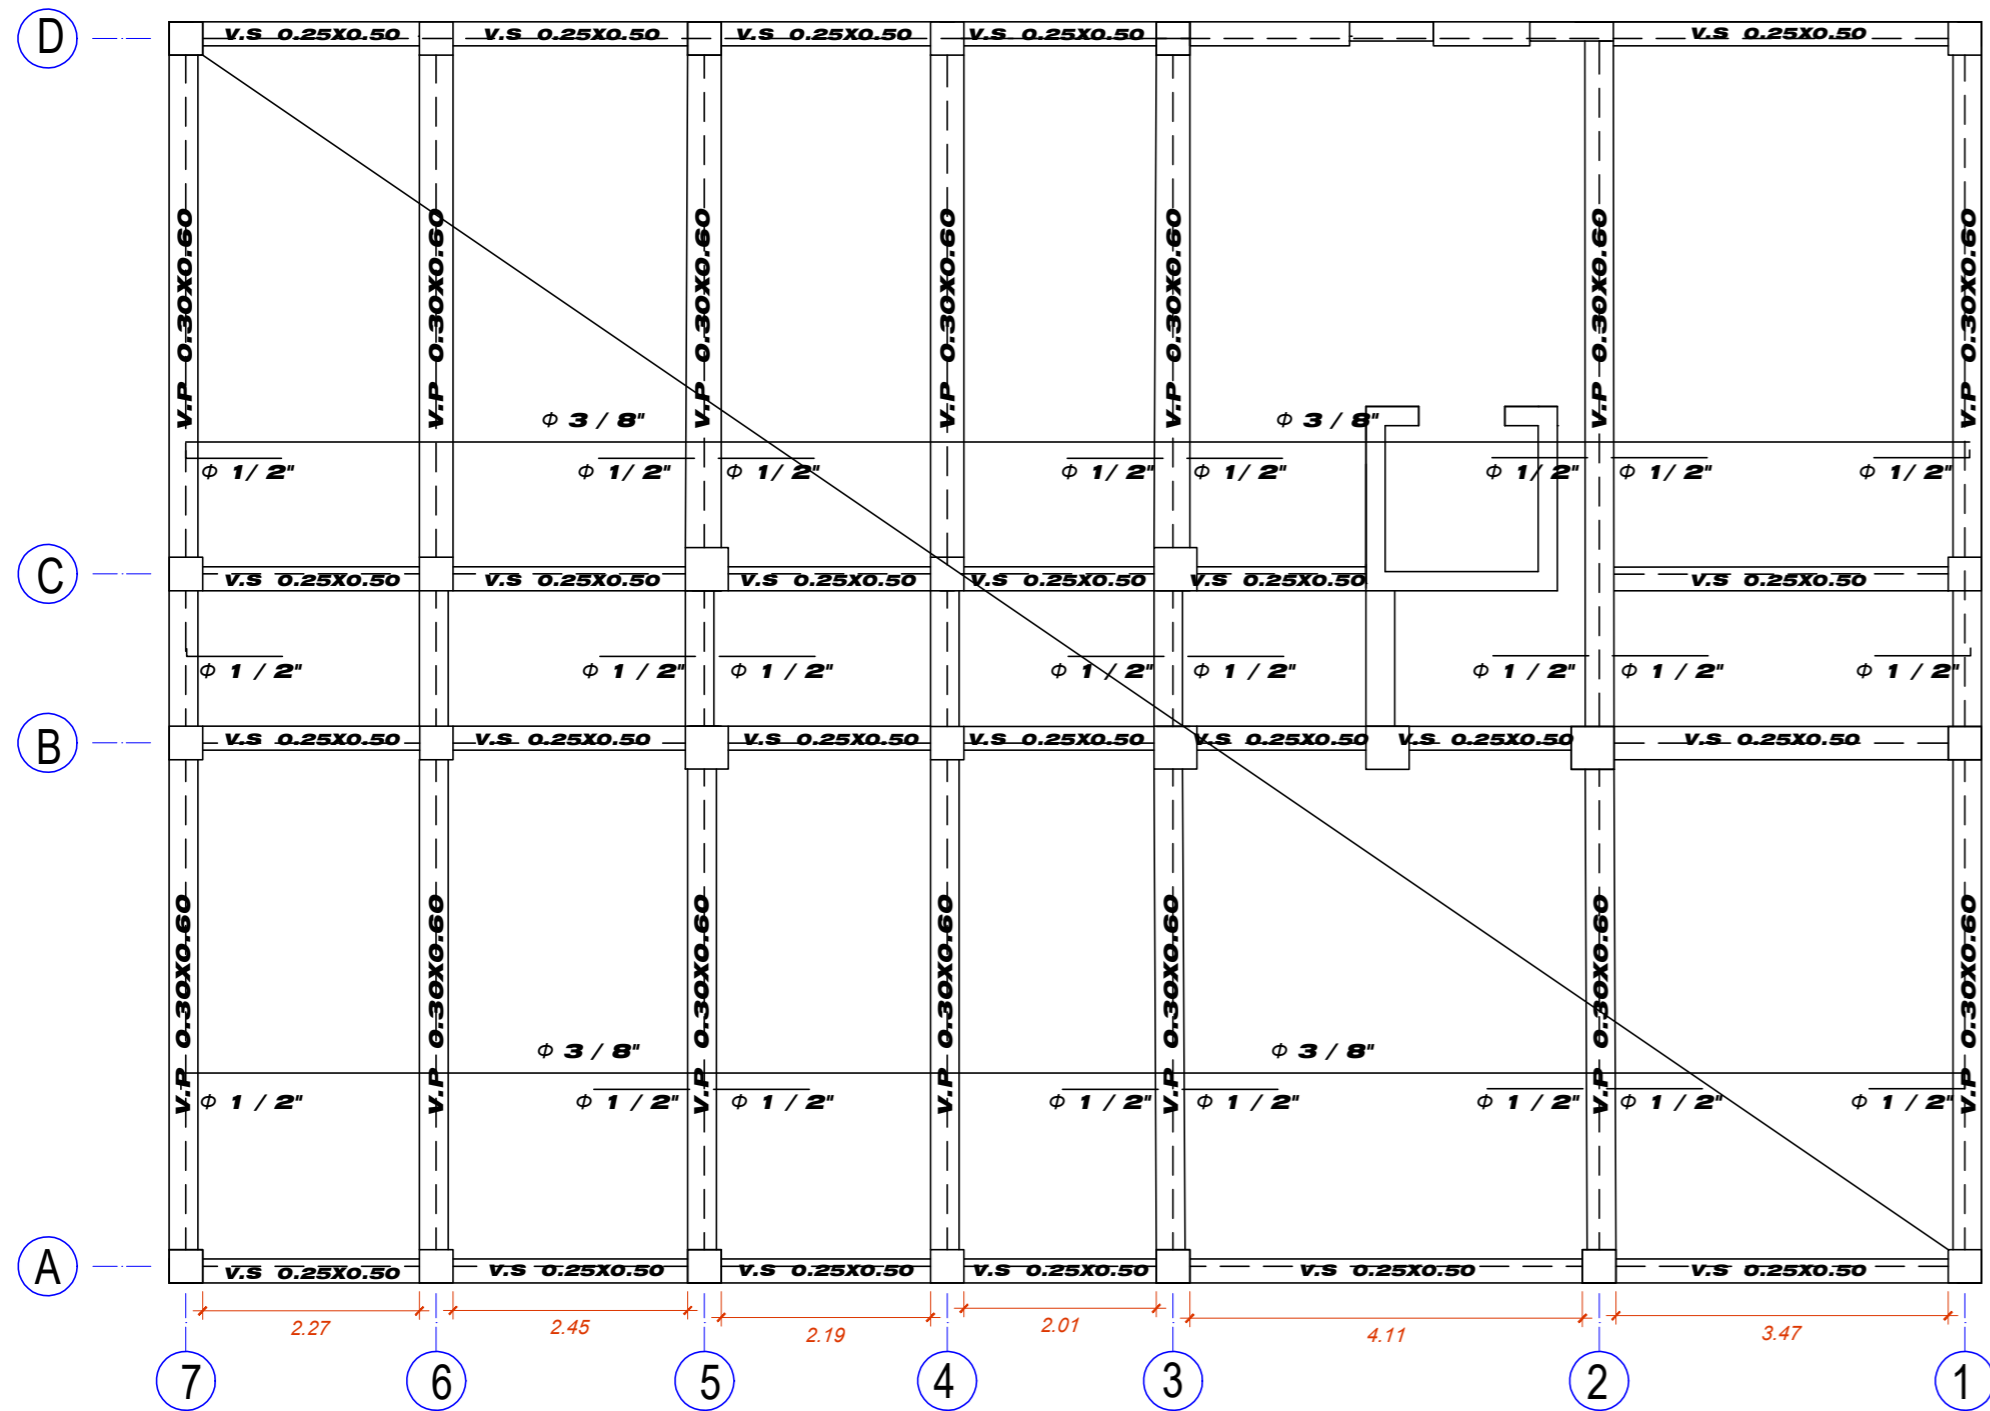 D
V.S 0.25X0.50 V.S 0.25X0.50 V.S 0.25X0.50 V.S 0.25X0.50 V.S 0.25X0.50
V.P 0.30X0.60 V.P 0.30X0.60 V.P 0.30X0.60 V.P 0.30X0.60 V.P 0.30X0.60 V.P 0.30X0.60 V.P 0.30X0.60
Φ 3 / 8" Φ 3 / 8"
Φ 1/ 2" Φ 1/ 2" Φ 1/ 2" Φ 1/ 2" Φ 1/ 2" Φ 1/ 2" Φ 1/ 2" Φ 1/ 2"
C
V.S 0.25X0.50 V.S 0.25X0.50 V.S 0.25X0.50 V.S 0.25X0.50 V.S 0.25X0.50 V.S 0.25X0.50
Φ 1 / 2" Φ 1 / 2" Φ 1 / 2" Φ 1 / 2" Φ 1 / 2" Φ 1 / 2" Φ 1 / 2" Φ 1 / 2"
B
V.S 0.25X0.50 V.S 0.25X0.50 V.S 0.25X0.50 V.S 0.25X0.50 V.S 0.25X0.50 V.S 0.25X0.50 V.S 0.25X0.50
V.P 0.30X0.60 V.P 0.30X0.60 V.P 0.30X0.60 V.P 0.30X0.60 V.P 0.30X0.60 V.P 0.30X0.60 V.P 0.30X0.60
Φ 3 / 8" Φ 3 / 8"
Φ 1 / 2" Φ 1 / 2" Φ 1 / 2" Φ 1 / 2" Φ 1 / 2" Φ 1 / 2" Φ 1 / 2" Φ 1 / 2"
A
V.S 0.25X0.50 V.S 0.25X0.50 V.S 0.25X0.50 V.S 0.25X0.50 V.S 0.25X0.50 V.S 0.25X0.50
2.27 2.45 2.19 2.01 4.11 3.47
7 6 5 4 3 2 1